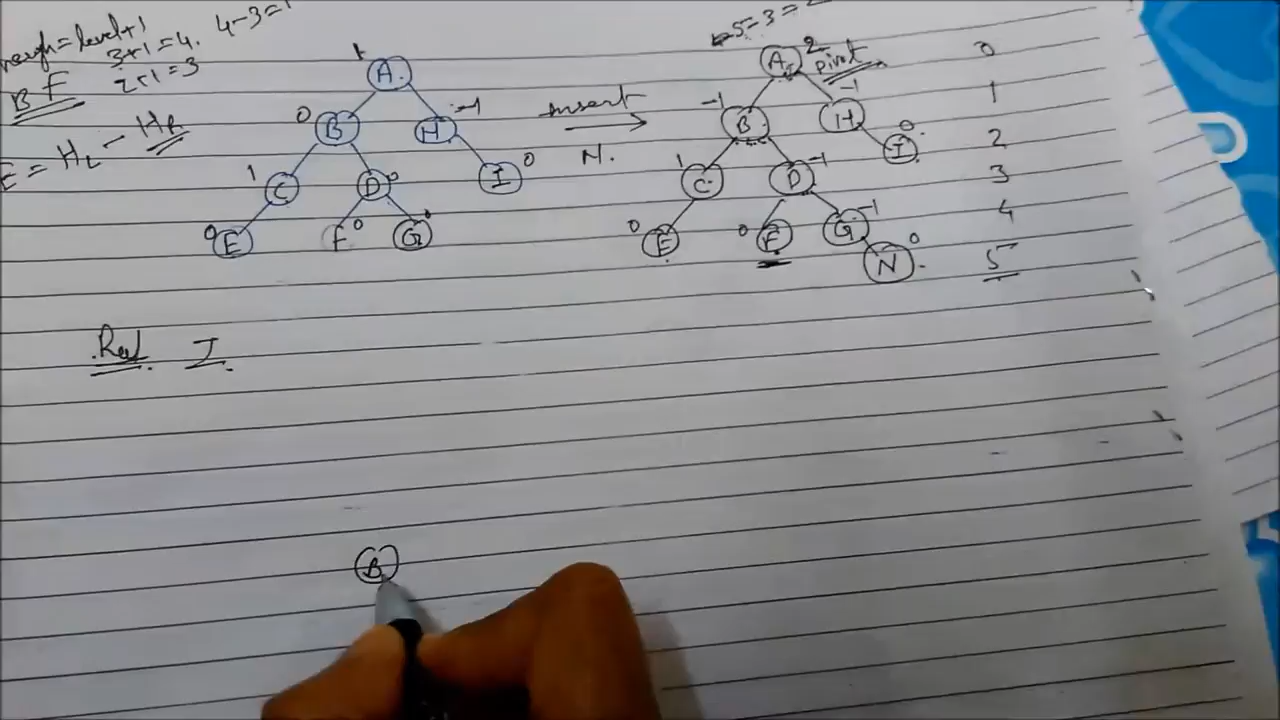 level+1
3+1=4.
2+1=3
4-3=1
BF
= HL - HR
1
A
0 B
H -1
1 C
D 0
I 0
0 E
F 0
G
insert
N.
5-3=2
A 2
pivot
-1 B
-1 H
1 C
D -1
I 0
0 E
0 F
G -1
N 0
0
1
2
3
4
5
I
B